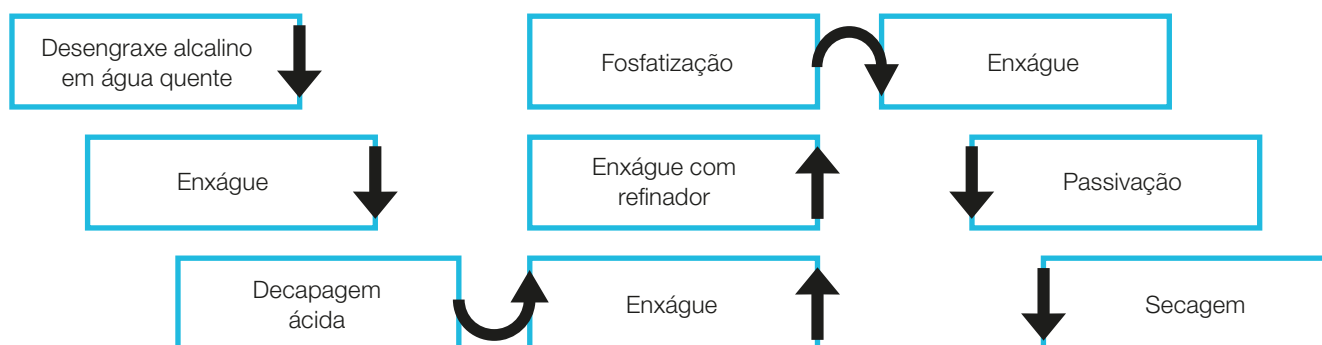 Desengraxe alcalino
em água quente
Enxágue
Decapagem
ácida
Enxágue
Enxágue com
refinador
Fosfatização
Enxágue
Passivação
Secagem